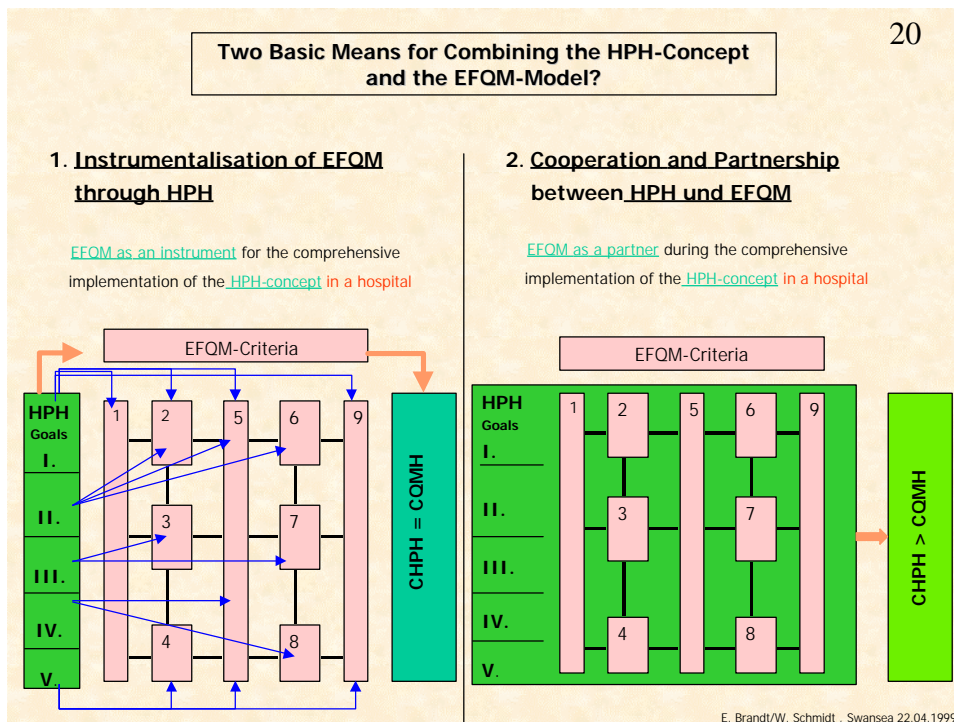 20
Two Basic Means for Combining the HPH-Concept
and the EFQM-Model?
1. Instrumentalisation of EFQM
through HPH
EFQM as an instrument for the comprehensive
implementation of the HPH-concept in a hospital
EFQM-Criteria
HPH
Goals
I.
II.
III.
IV.
V.
1
2
3
4
5
6
7
8
9
CHPH = CQMH
2. Cooperation and Partnership
between HPH und EFQM
EFQM as a partner during the comprehensive
implementation of the HPH-concept in a hospital
EFQM-Criteria
HPH
Goals
I.
II.
III.
IV.
V.
1
2
3
4
5
6
7
8
9
CHPH > CQMH
E. Brandt/W. Schmidt , Swansea 22.04.1999